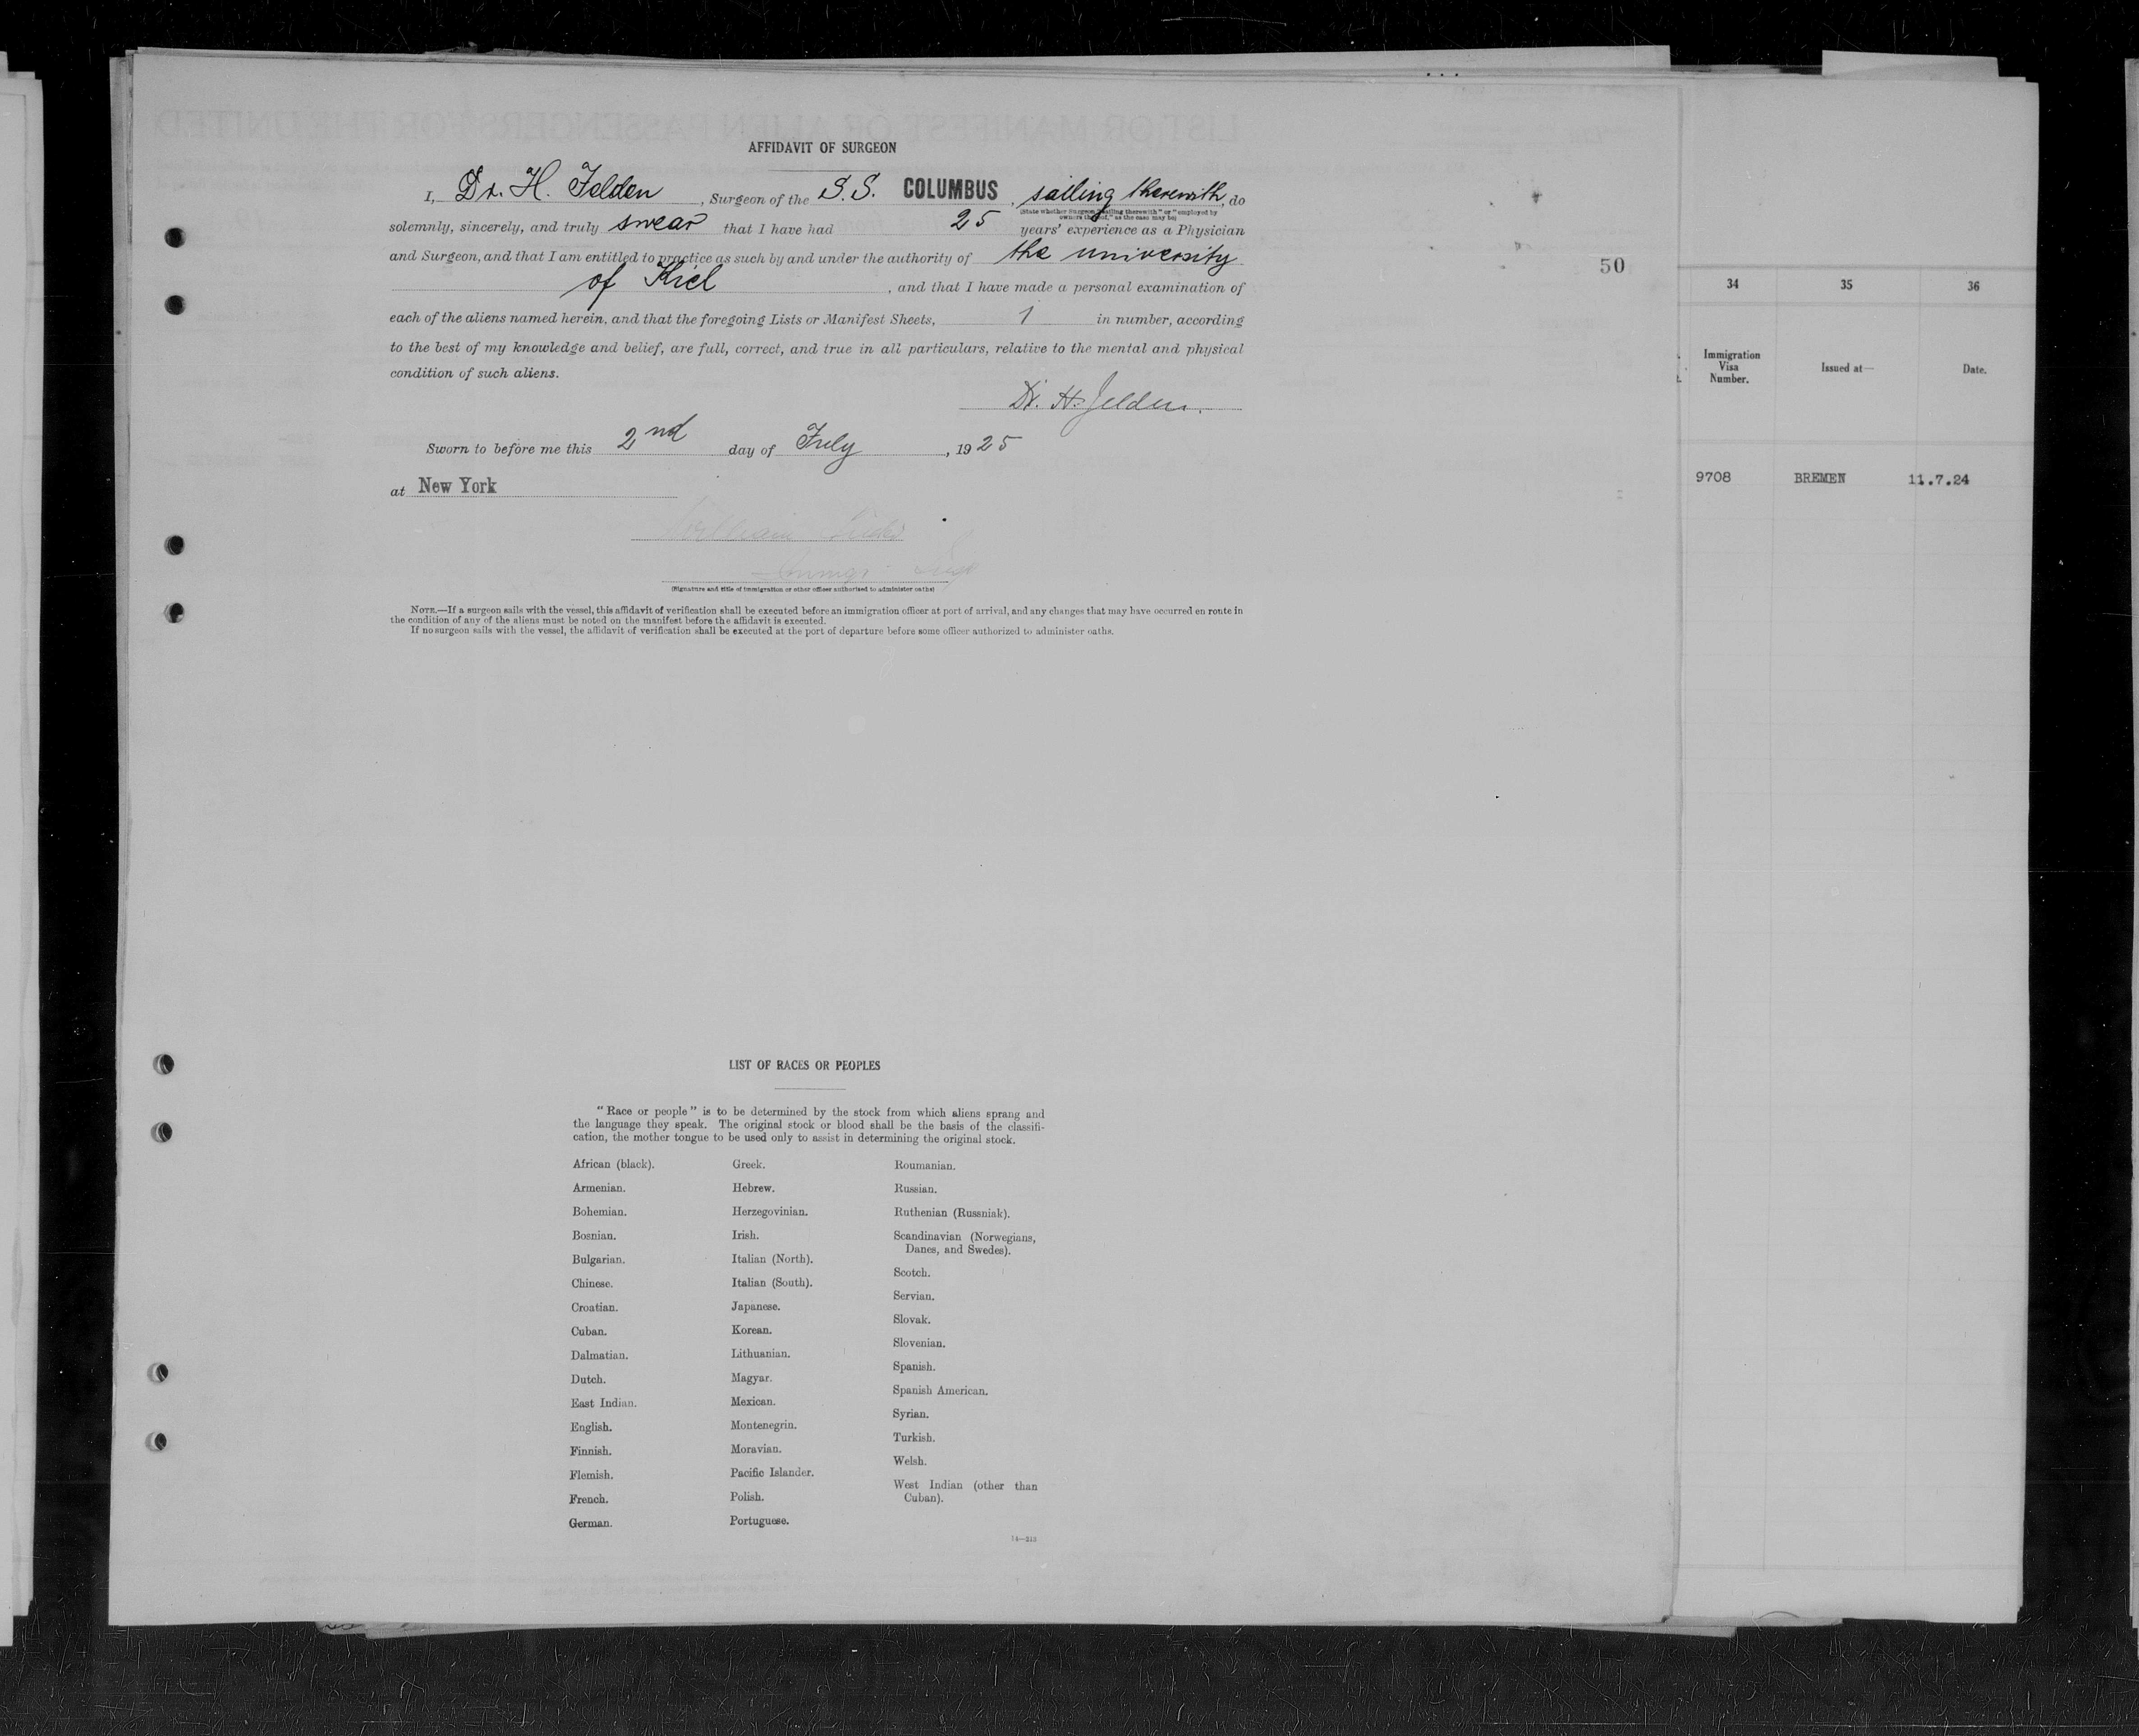 LIST OR MANIFEST OF ALIEN PASSENGERS FOR THE UNITED
AFFIDAVIT OF SURGEON
I, Dr. H. Jelden, Surgeon of the S.S. COLUMBUS, sailing therewith, do
(State whether Surgeon "sailing therewith" or "employed by
owners thereof," as the case may be)
solemnly, sincerely, and truly swear that I have had 25 years' experience as a Physician
and Surgeon, and that I am entitled to practice as such by and under the authority of the university
of Kiel, and that I have made a personal examination of
each of the aliens named herein, and that the foregoing Lists or Manifest Sheets, 1 in number, according
to the best of my knowledge and belief, are full, correct, and true in all particulars, relative to the mental and physical
condition of such aliens.
Dr. H. Jelden.
Sworn to before me this 2nd day of July, 1925
at New York
William
Immgr. Insp
(Signature and title of immigration or other officer authorized to administer oaths)
NOTE.—If a surgeon sails with the vessel, this affidavit of verification shall be executed before an immigration officer at port of arrival, and any changes that may have occurred en route in
the condition of any of the aliens must be noted on the manifest before the affidavit is executed.
If no surgeon sails with the vessel, the affidavit of verification shall be executed at the port of departure before some officer authorized to administer oaths.
50
34 35 36
Immigration
Visa
Number.
Issued at—
Date.
9708 BREMEN 11.7.24
LIST OF RACES OR PEOPLES
"Race or people" is to be determined by the stock from which aliens sprang and
the language they speak. The original stock or blood shall be the basis of the classifi-
cation, the mother tongue to be used only to assist in determining the original stock.
African (black).
Armenian.
Bohemian.
Bosnian.
Bulgarian.
Chinese.
Croatian.
Cuban.
Dalmatian.
Dutch.
East Indian.
English.
Finnish.
Flemish.
French.
German.
Greek.
Hebrew.
Herzegovinian.
Irish.
Italian (North).
Italian (South).
Japanese.
Korean.
Lithuanian.
Magyar.
Mexican.
Montenegrin.
Moravian.
Pacific Islander.
Polish.
Portuguese.
Roumanian.
Russian.
Ruthenian (Russniak).
Scandinavian (Norwegians,
Danes, and Swedes).
Scotch.
Servian.
Slovak.
Slovenian.
Spanish.
Spanish American.
Syrian.
Turkish.
Welsh.
West Indian (other than
Cuban).
14—213